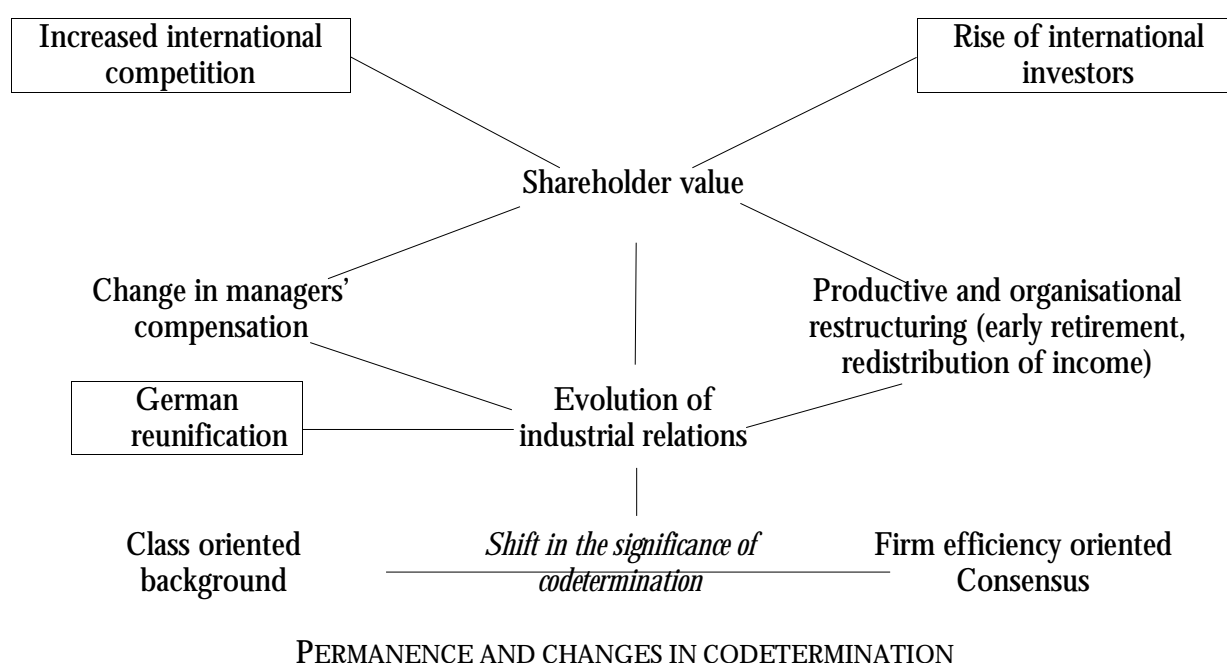 Increased international
competition
Rise of international
investors
Shareholder value
Change in managers'
compensation
Productive and organisational
restructuring (early retirement,
redistribution of income)
German
reunification
Evolution of
industrial relations
Class oriented
background
Shift in the significance of
codetermination
Firm efficiency oriented
Consensus
PERMANENCE AND CHANGES IN CODETERMINATION